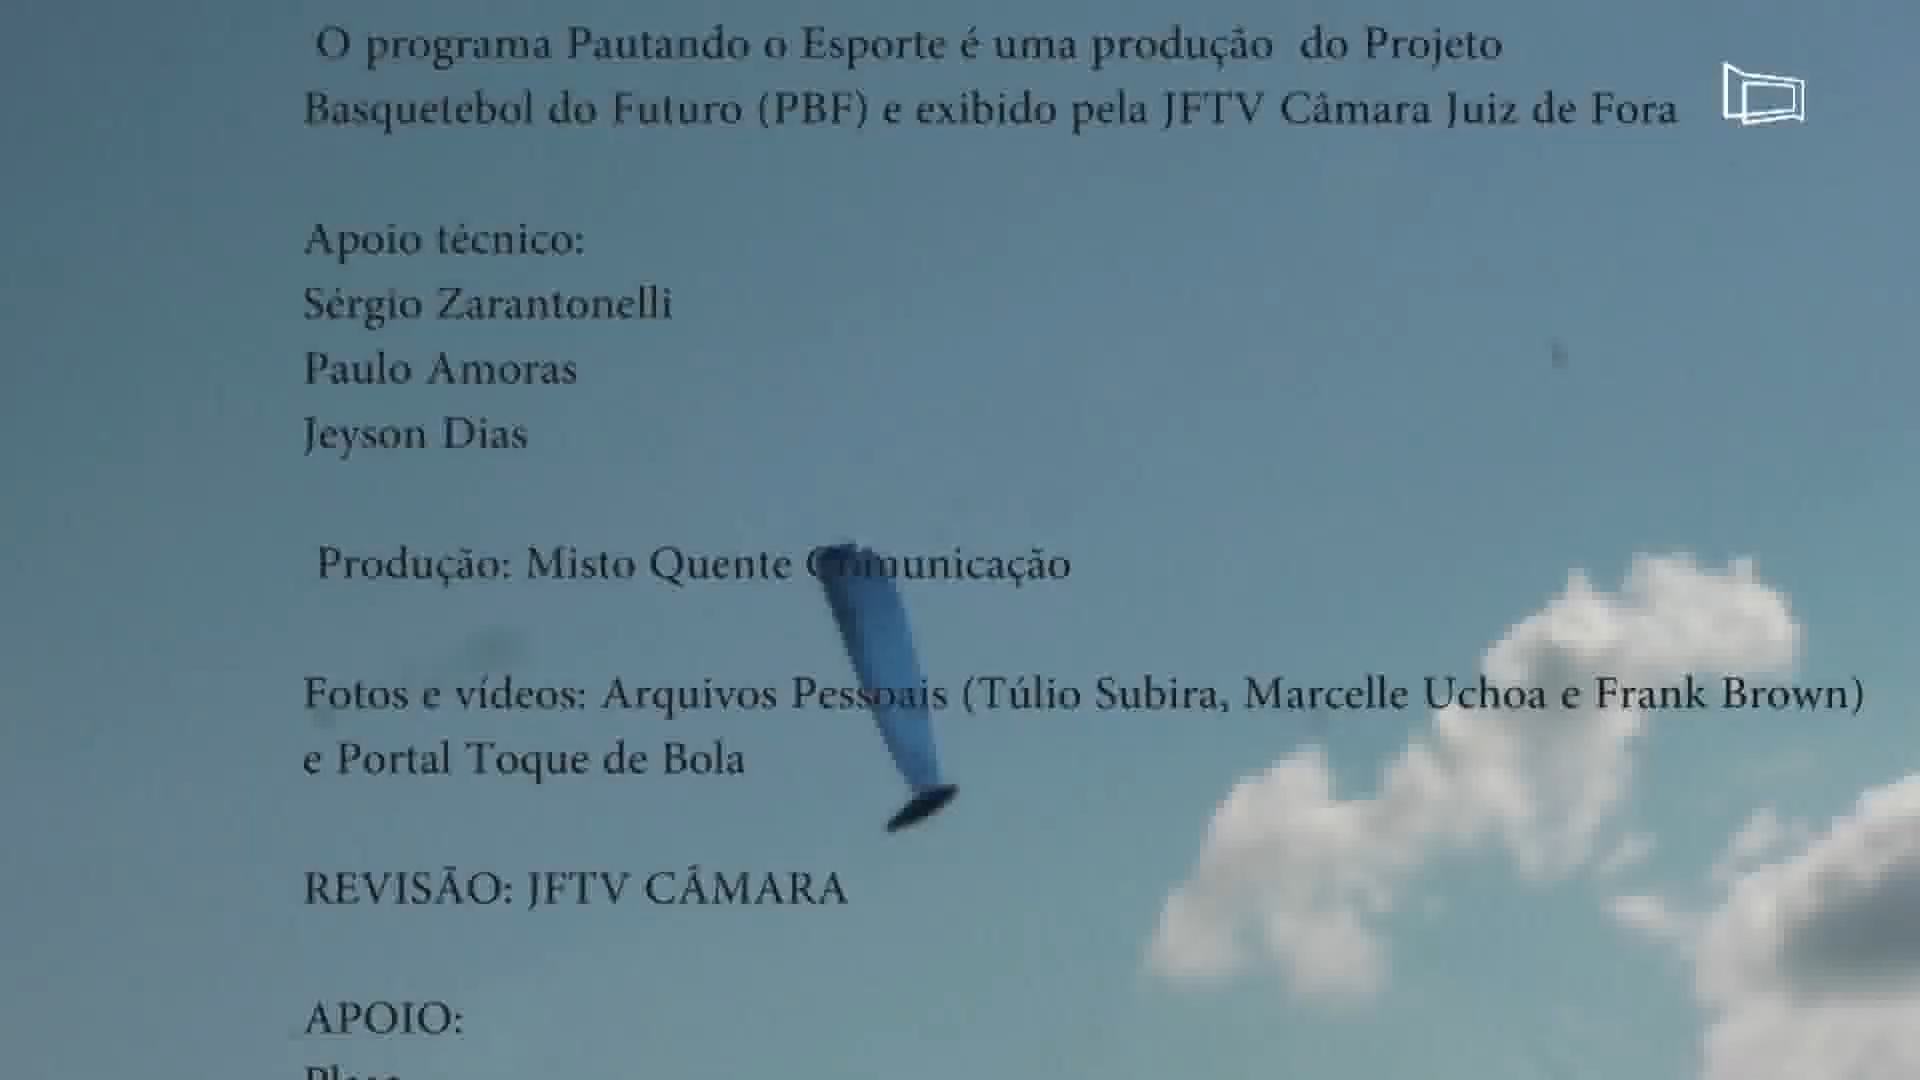 O programa Pautando o Esporte é uma produção do Projeto
Basquetebol do Futuro (PBF) e exibido pela JFTV Câmara Juiz de Fora
Apoio técnico:
Sérgio Zarantonelli
Paulo Amoras
Jeyson Dias
Produção: Misto Quente Comunicação
Fotos e vídeos: Arquivos Pessoais (Túlio Subira, Marcelle Uchoa e Frank Brown)
e Portal Toque de Bola
REVISÃO: JFTV CÂMARA
APOIO: